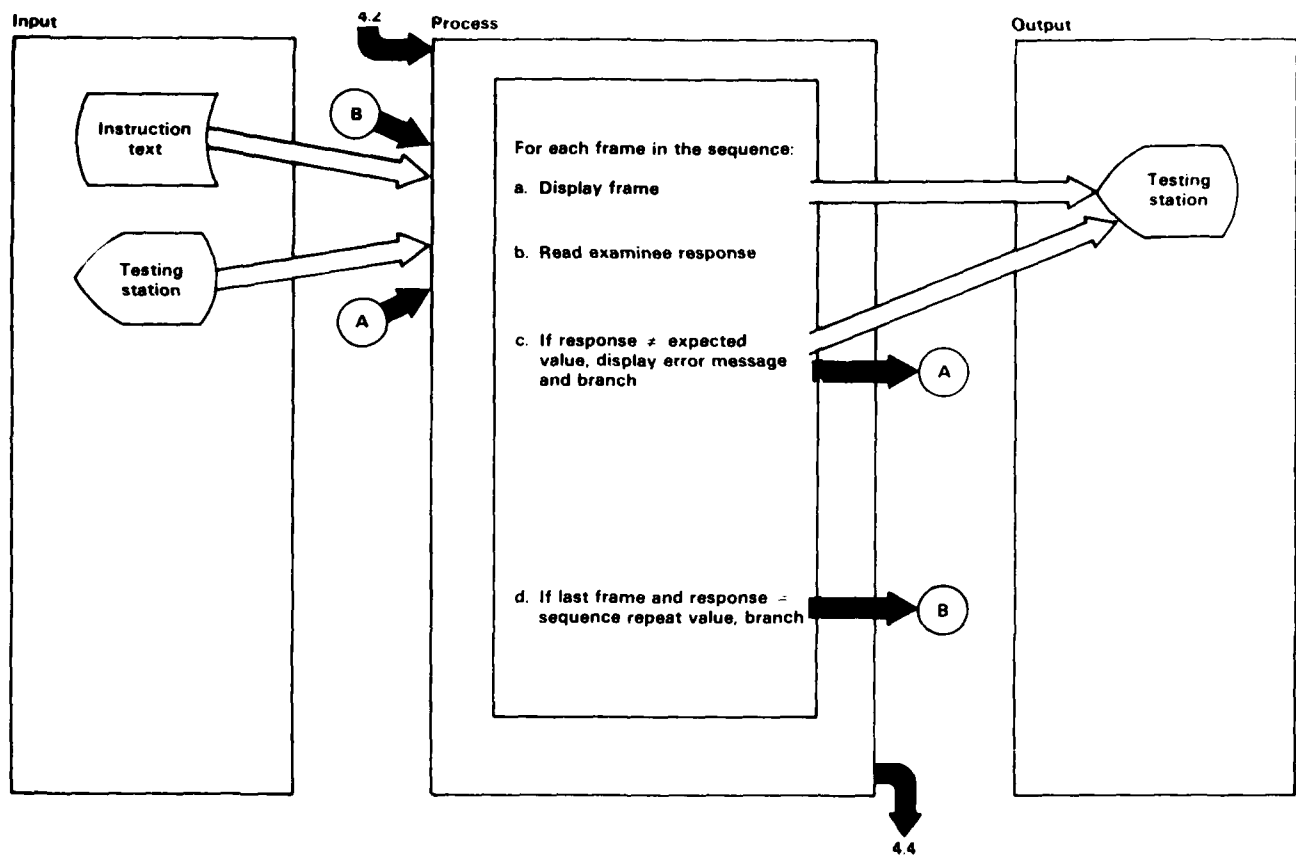 Input
4.2
Process
Output
B
Instruction
text
For each frame in the sequence:
a. Display frame
Testing
station
b. Read examinee response
Testing
station
A
c. If response ≠ expected
value, display error message
and branch
A
d. If last frame and response =
sequence repeat value, branch
B
4.4